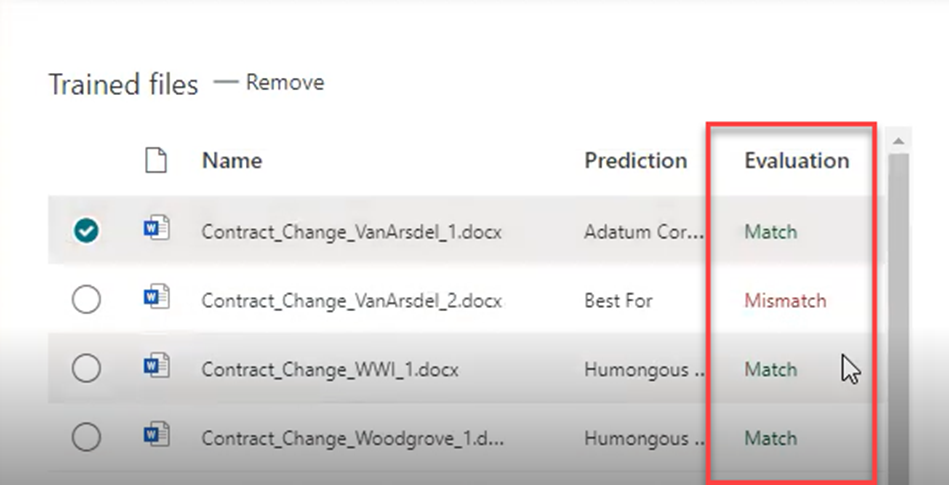 Trained files — Remove
Name Prediction Evaluation
Contract_Change_VanArsdel_1.docx Adatum Cor... Match
Contract_Change_VanArsdel_2.docx Best For Mismatch
Contract_Change_WWI_1.docx Humongous .. Match
Contract_Change_Woodgrove_1.d... Humongous .. Match